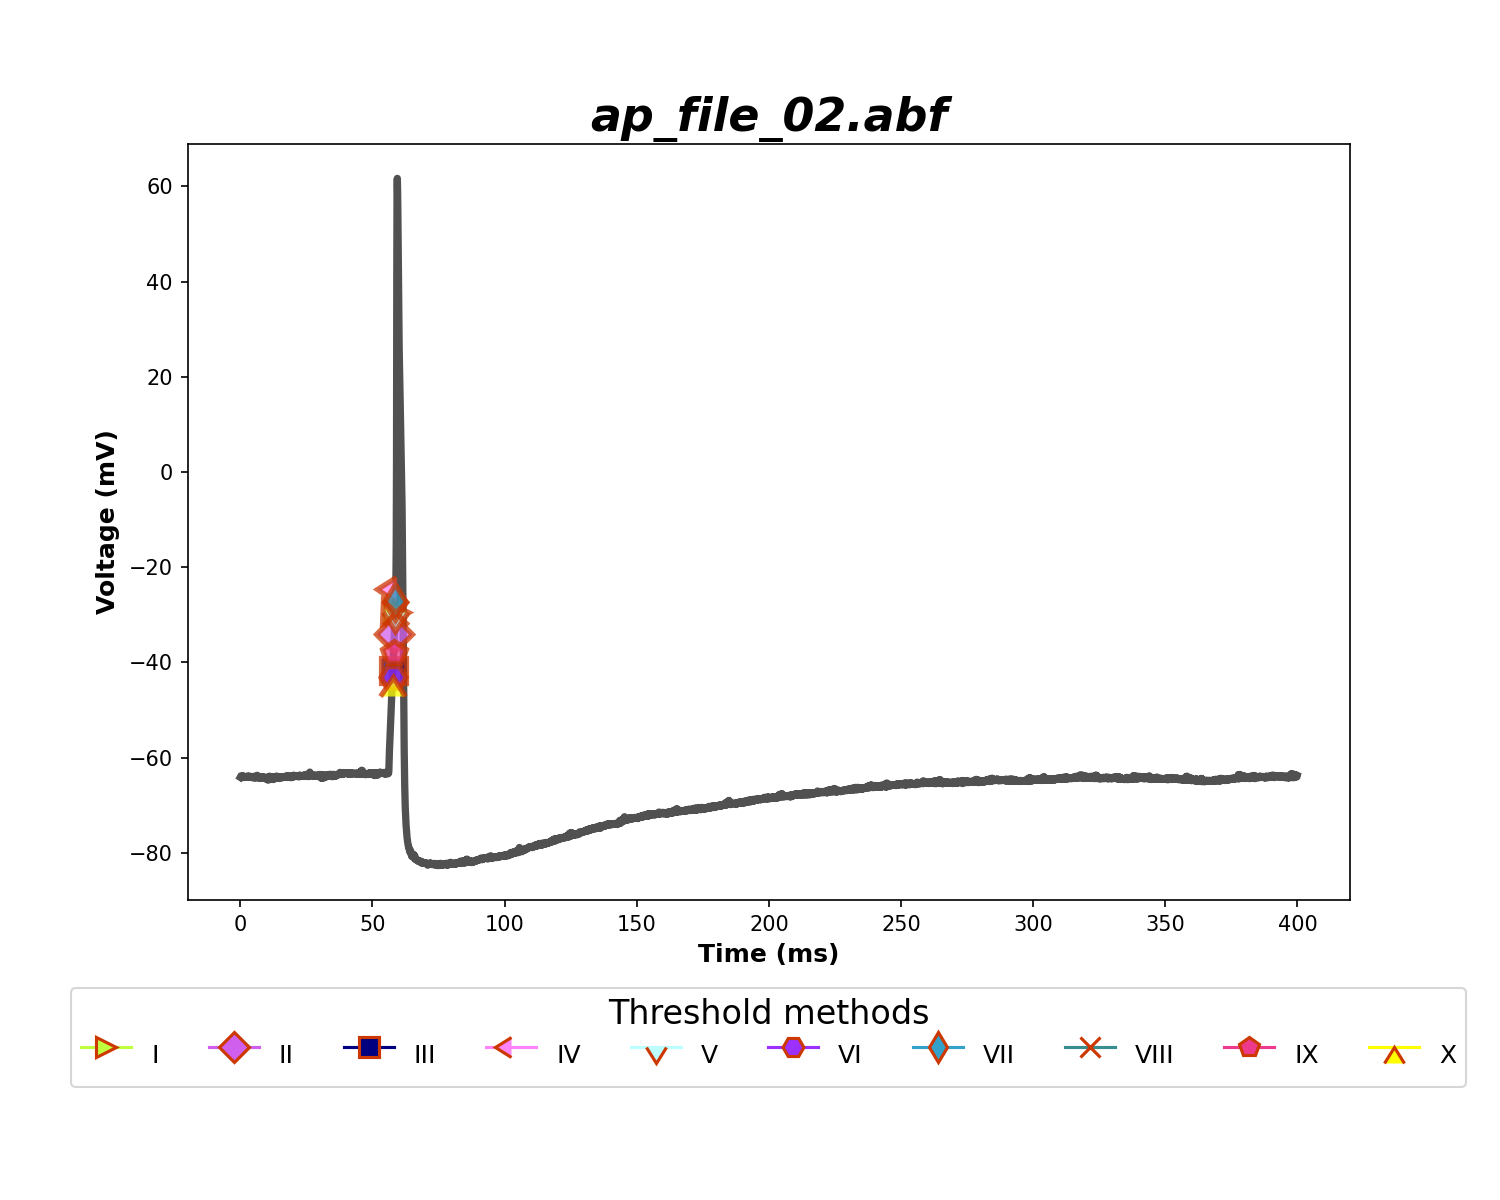 ap_file_02.abf
60
40
20
0
−20
−40
−60
−80
Voltage (mV)
0 50 100 150 200 250 300 350 400
Time (ms)
Threshold methods
I II III IV V VI VII VIII IX X